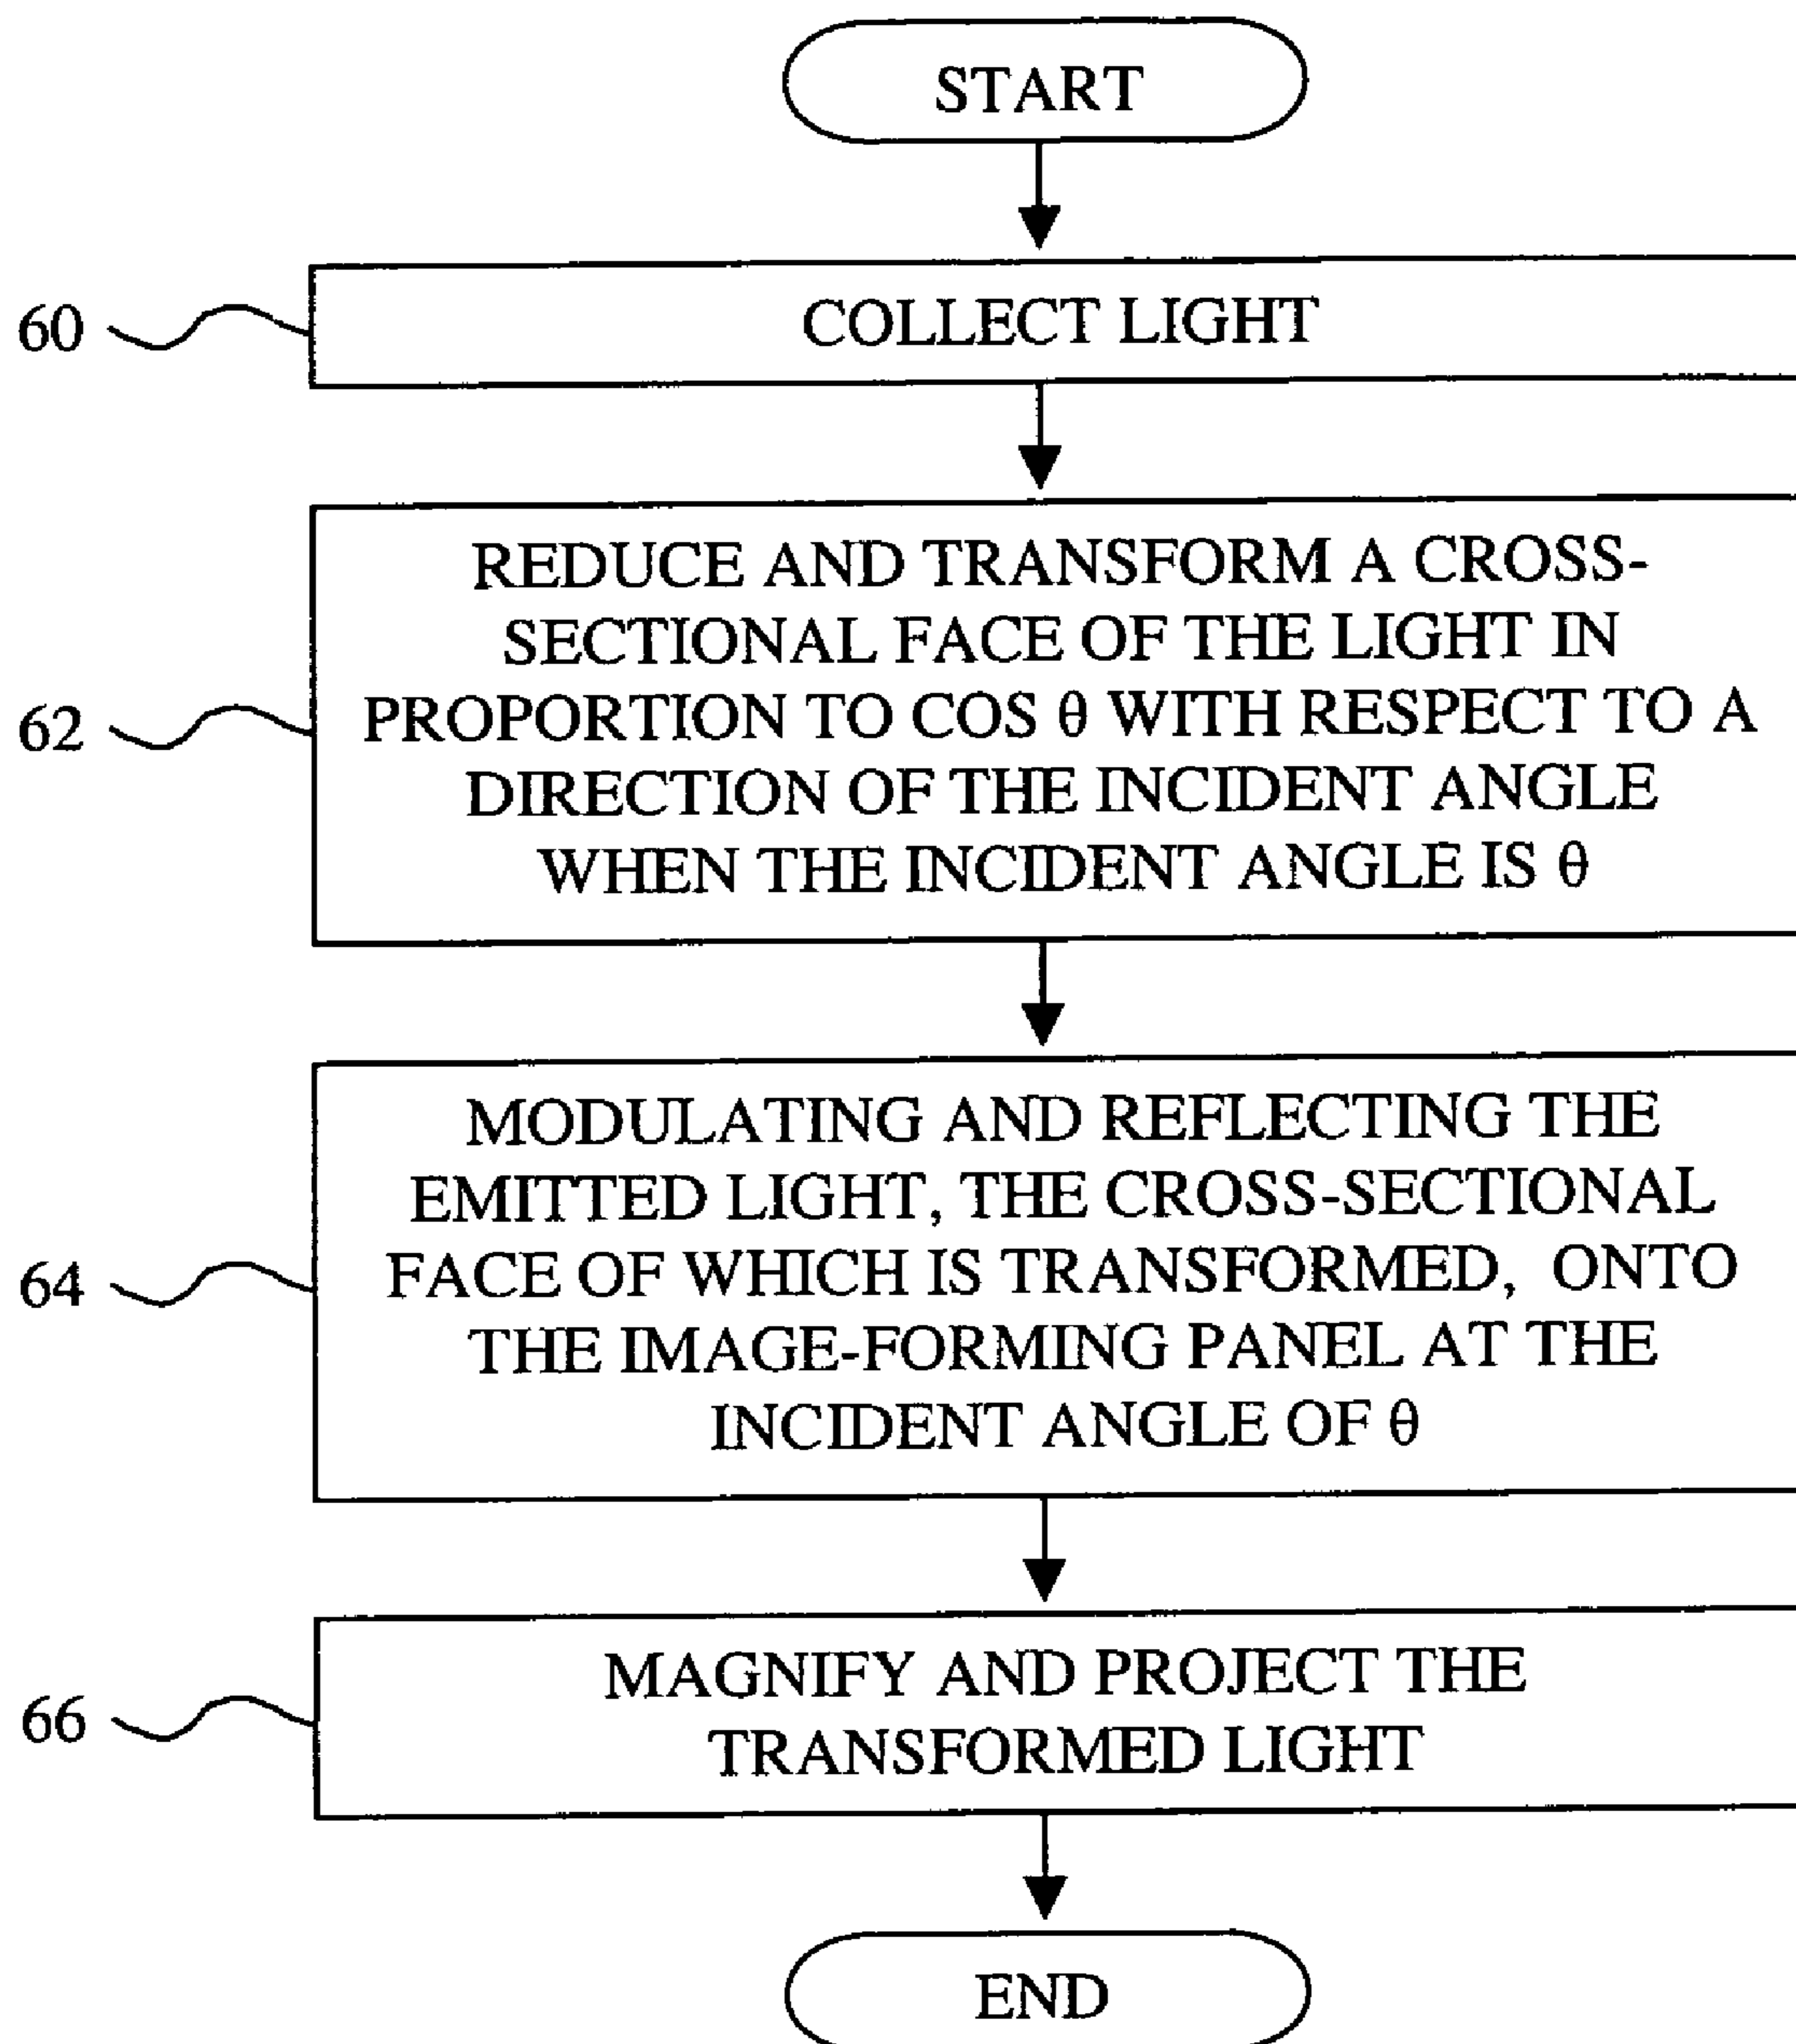 START
60
COLLECT LIGHT
62
REDUCE AND TRANSFORM A CROSS-
SECTIONAL FACE OF THE LIGHT IN
PROPORTION TO COS θ WITH RESPECT TO A
DIRECTION OF THE INCIDENT ANGLE
WHEN THE INCIDENT ANGLE IS θ
64
MODULATING AND REFLECTING THE
EMITTED LIGHT, THE CROSS-SECTIONAL
FACE OF WHICH IS TRANSFORMED, ONTO
THE IMAGE-FORMING PANEL AT THE
INCIDENT ANGLE OF θ
66
MAGNIFY AND PROJECT THE
TRANSFORMED LIGHT
END